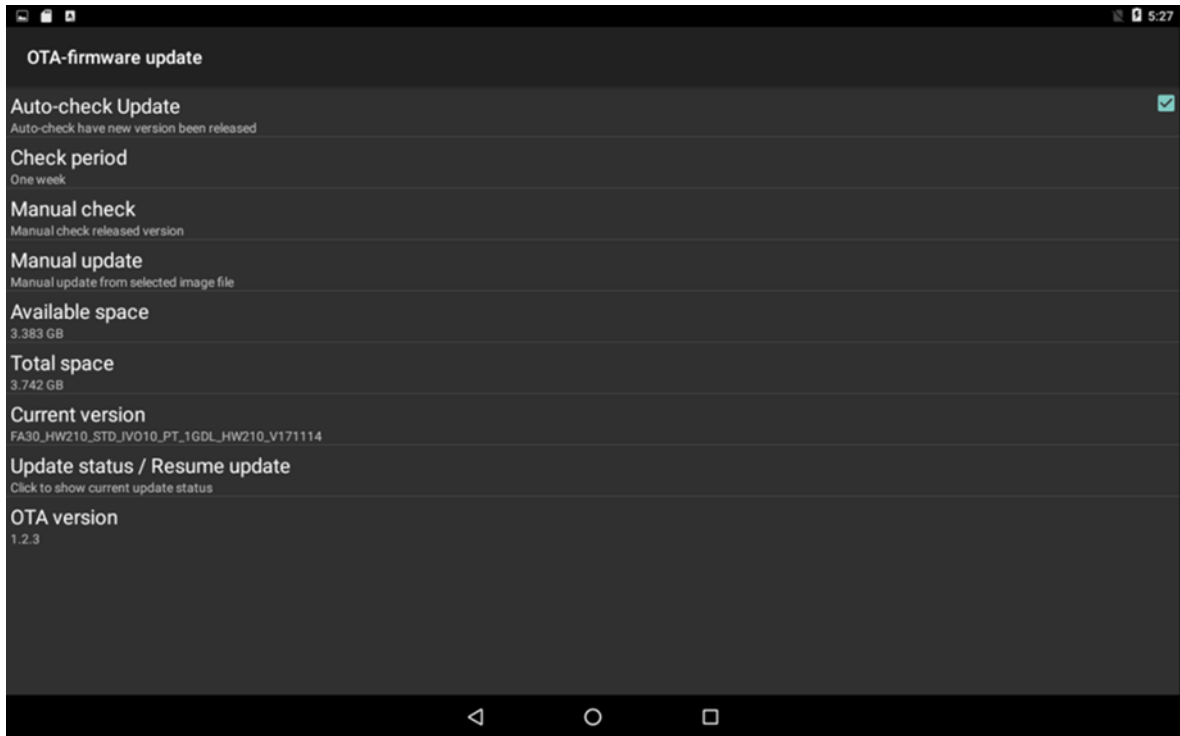 5:27
OTA-firmware update
Auto-check Update
Auto-check have new version been released
Check period
One week
Manual check
Manual check released version
Manual update
Manual update from selected image file
Available space
3.383 GB
Total space
3.742 GB
Current version
FA30_HW210_STD_IVO10_PT_1GDL_HW210_V171114
Update status / Resume update
Click to show current update status
OTA version
1.2.3